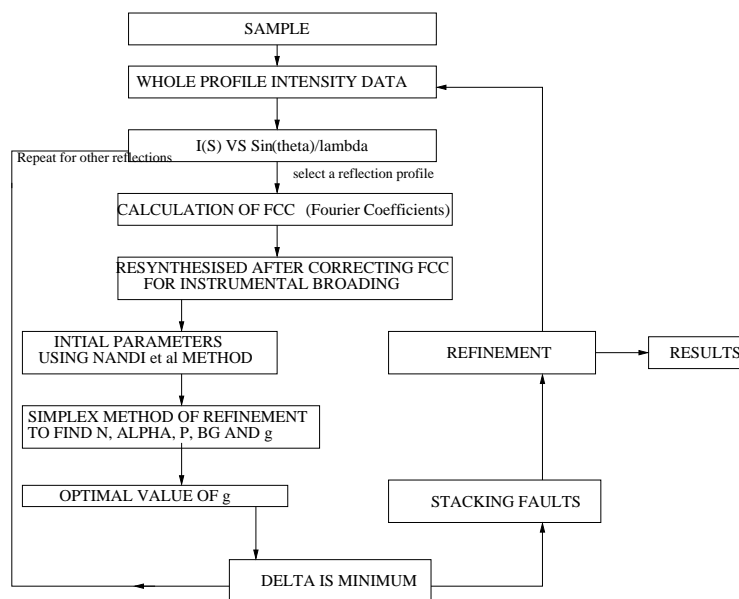 SAMPLE
WHOLE PROFILE INTENSITY DATA
I(S) VS Sin(theta)/lambda
Repeat for other reflections
select a reflection profile
CALCULATION OF FCC (Fourier Coefficients)
RESYNTHESISED AFTER CORRECTING FCC
FOR INSTRUMENTAL BROADING
INTIAL PARAMETERS
USING NANDI et al METHOD
REFINEMENT
RESULTS
SIMPLEX METHOD OF REFINEMENT
TO FIND N, ALPHA, P, BG AND g
OPTIMAL VALUE OF g
STACKING FAULTS
DELTA IS MINIMUM